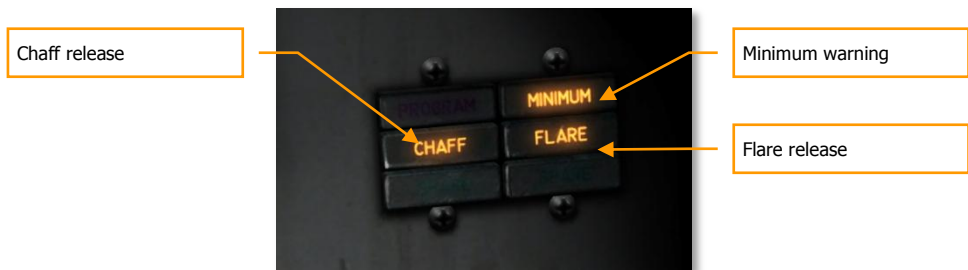 Chaff release
Minimum warning
PROGRAM
MINIMUM
CHAFF
FLARE
Flare release